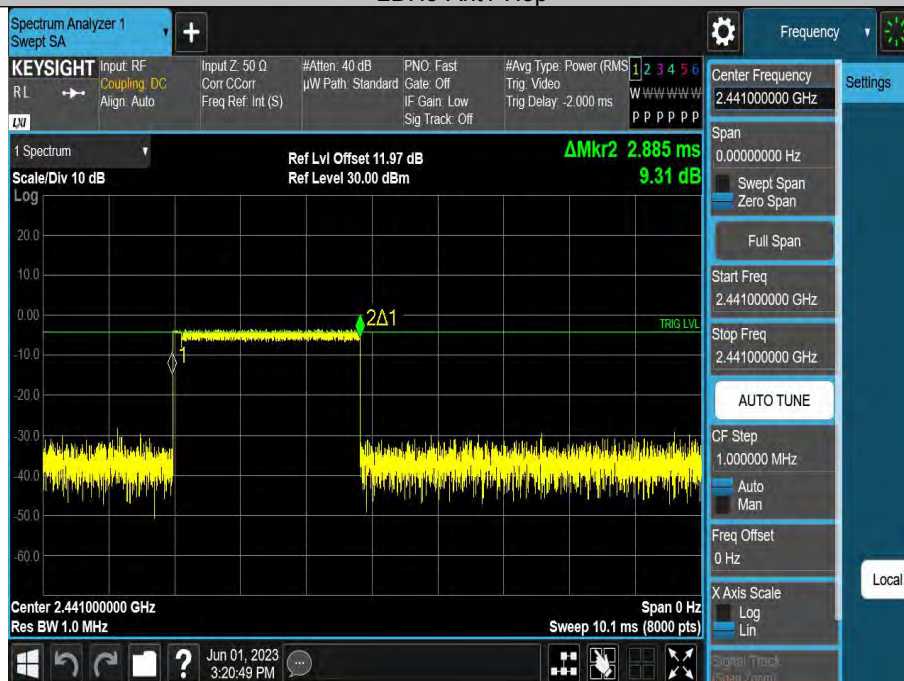 Spectrum Analyzer 1
Swept SA
+
Frequency
KEYSIGHT
RL
LXI
Input: RF
Coupling: DC
Align: Auto
Input Z: 50 Ω
Corr CCorr
Freq Ref: Int (S)
#Atten: 40 dB
µW Path: Standard
PNO: Fast
Gate: Off
IF Gain: Low
Sig Track: Off
#Avg Type: Power (RMS
Trig: Video
Trig Delay: -2.000 ms
1 2 3 4 5 6
W W W W W W
P P P P P P
Center Frequency
2.441000000 GHz
Settings
1 Spectrum
Scale/Div 10 dB
Log
Ref Lvl Offset 11.97 dB
Ref Level 30.00 dBm
ΔMkr2 2.885 ms
9.31 dB
Span
0.00000000 Hz
Swept Span
Zero Span
Full Span
Start Freq
2.441000000 GHz
Stop Freq
2.441000000 GHz
AUTO TUNE
CF Step
1.000000 MHz
Auto
Man
Freq Offset
0 Hz
X Axis Scale
Log
Lin
Signal Track
(Span Zoom)
Local
20.0
10.0
0.00
-10.0
-20.0
-30.0
-40.0
-50.0
-60.0
2Δ1
1
TRIG LVL
Center 2.441000000 GHz
Res BW 1.0 MHz
Span 0 Hz
Sweep 10.1 ms (8000 pts)
?
Jun 01, 2023
3:20:49 PM